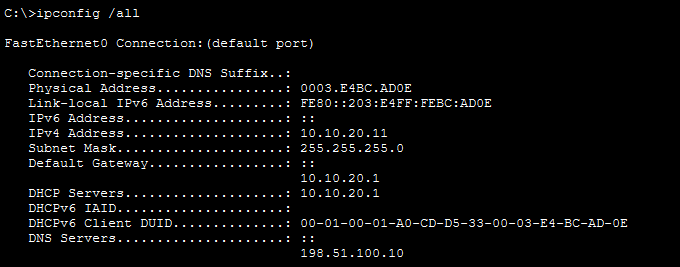 C:\>ipconfig /all
FastEthernet0 Connection:(default port)
Connection-specific DNS Suffix..:
Physical Address................: 0003.E4BC.AD0E
Link-local IPv6 Address.........: FE80::203:E4FF:FEBC:AD0E
IPv6 Address....................: ::
IPv4 Address....................: 10.10.20.11
Subnet Mask.....................: 255.255.255.0
Default Gateway.................: ::
10.10.20.1
DHCP Servers....................: 10.10.20.1
DHCPv6 IAID.....................:
DHCPv6 Client DUID..............: 00-01-00-01-A0-CD-D5-33-00-03-E4-BC-AD-0E
DNS Servers.....................: ::
198.51.100.10